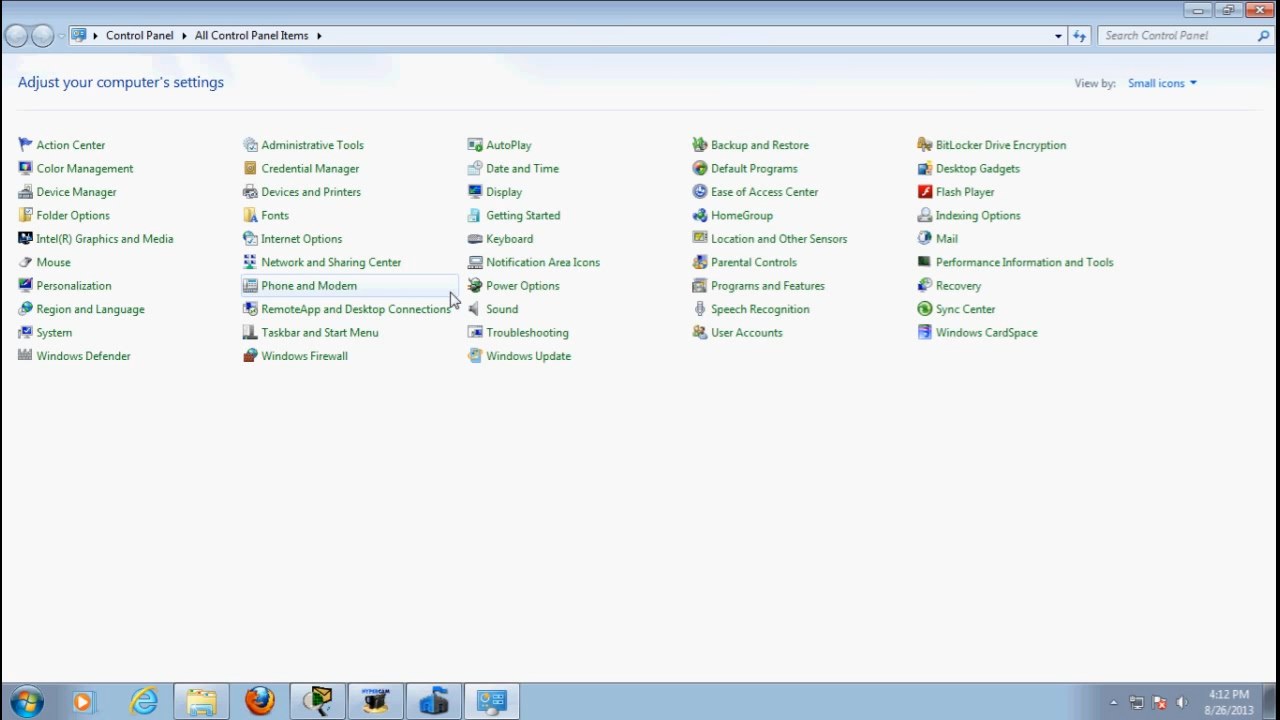 Control Panel All Control Panel Items
Search Control Panel
Adjust your computer's settings
View by: Small icons
Action Center
Administrative Tools
AutoPlay
Backup and Restore
BitLocker Drive Encryption
Color Management
Credential Manager
Date and Time
Default Programs
Desktop Gadgets
Device Manager
Devices and Printers
Display
Ease of Access Center
Flash Player
Folder Options
Fonts
Getting Started
HomeGroup
Indexing Options
Intel(R) Graphics and Media
Internet Options
Keyboard
Location and Other Sensors
Mail
Mouse
Network and Sharing Center
Notification Area Icons
Parental Controls
Performance Information and Tools
Personalization
Phone and Modem
Power Options
Programs and Features
Recovery
Region and Language
RemoteApp and Desktop Connections
Sound
Speech Recognition
Sync Center
System
Taskbar and Start Menu
Troubleshooting
User Accounts
Windows CardSpace
Windows Defender
Windows Firewall
Windows Update
HYPERCAM
4:12 PM
8/26/2013